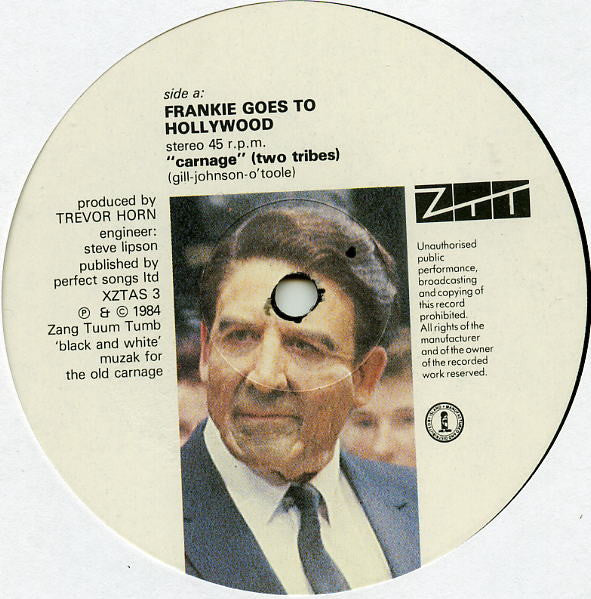 side a:
FRANKIE GOES TO
HOLLYWOOD
stereo 45 r.p.m.
"carnage" (two tribes)
(gill-johnson-o'toole)
produced by
TREVOR HORN
engineer:
steve lipson
published by
perfect songs ltd
XZTAS 3
℗ & © 1984
Zang Tuum Tumb
'black and white'
muzak for
the old carnage
ZTT
Unauthorised
public
performance,
broadcasting
and copying of
this record
prohibited.
All rights of the
manufacturer
and of the owner
of the recorded
work reserved.